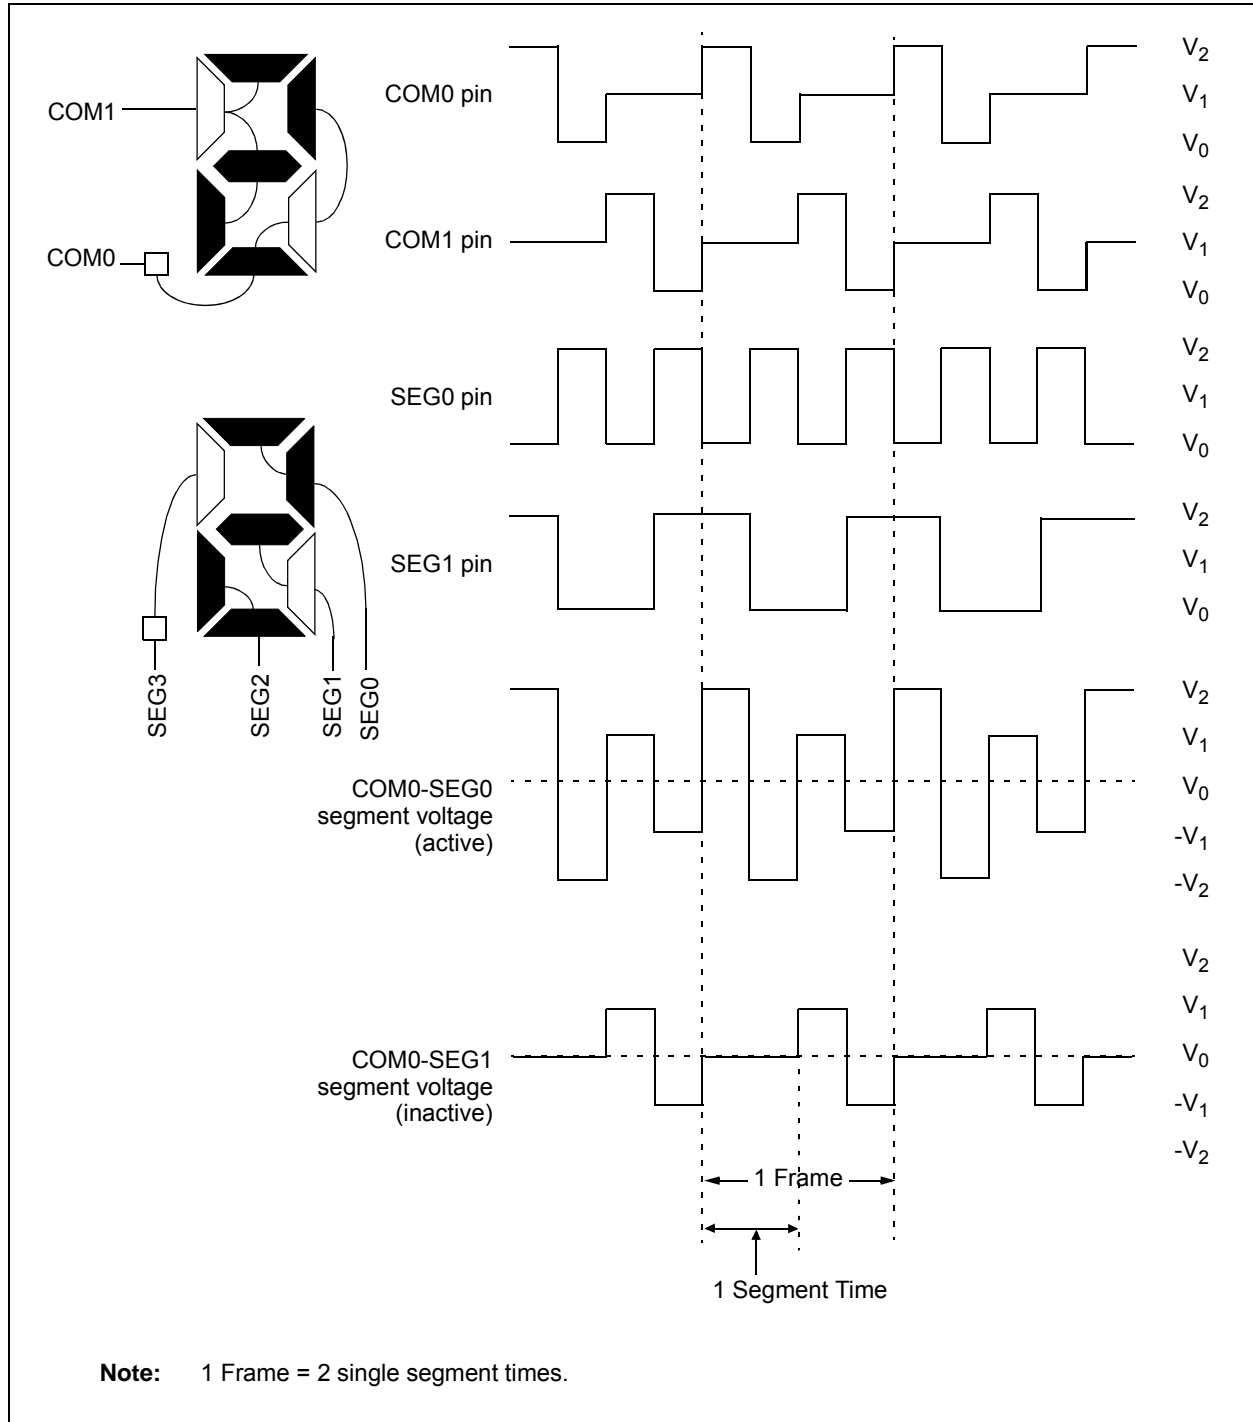 COM1
COM0
SEG3
SEG2
SEG1
SEG0
COM0 pin
V2
V1
V0
COM1 pin
V2
V1
V0
SEG0 pin
V2
V1
V0
SEG1 pin
V2
V1
V0
COM0-SEG0
segment voltage
(active)
V2
V1
V0
-V1
-V2
COM0-SEG1
segment voltage
(inactive)
V2
V1
V0
-V1
-V2
1 Frame
1 Segment Time
Note: 1 Frame = 2 single segment times.